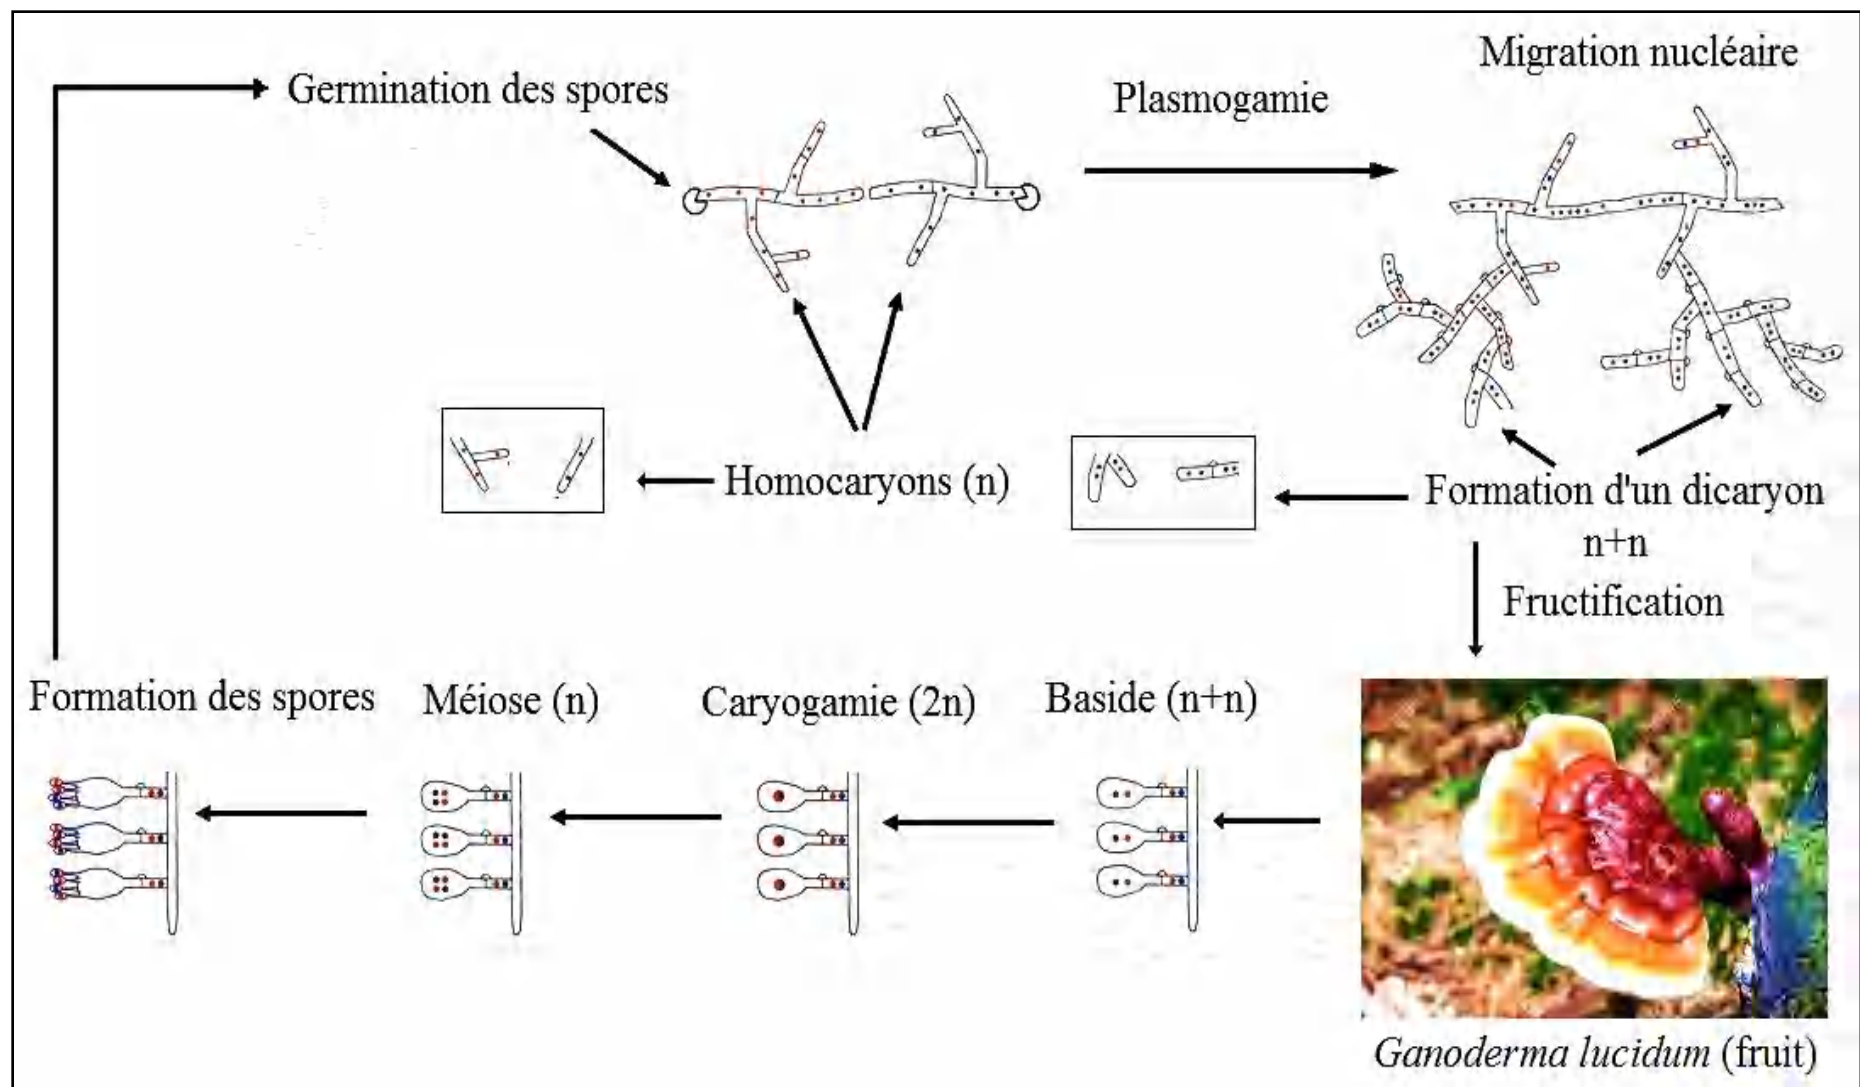 Migration nucléaire
Germination des spores
Plasmogamie
Homocaryons (n)
Formation d'un dicaryon
n+n
Fructification
Formation des spores
Méiose (n)
Caryogamie (2n)
Baside (n+n)
Ganoderma lucidum (fruit)